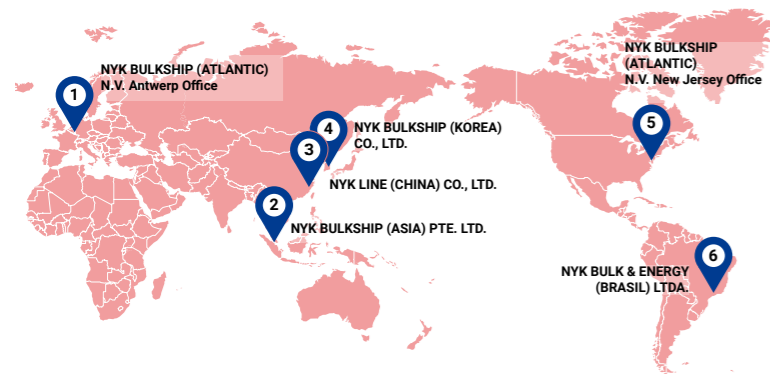 1
NYK BULKSHIP (ATLANTIC)
N.V. Antwerp Office
4
NYK BULKSHIP (KOREA)
CO., LTD.
3
NYK LINE (CHINA) CO., LTD.
2
NYK BULKSHIP (ASIA) PTE. LTD.
NYK BULKSHIP
(ATLANTIC)
N.V. New Jersey Office
5
6
NYK BULK & ENERGY
(BRASIL) LTDA.